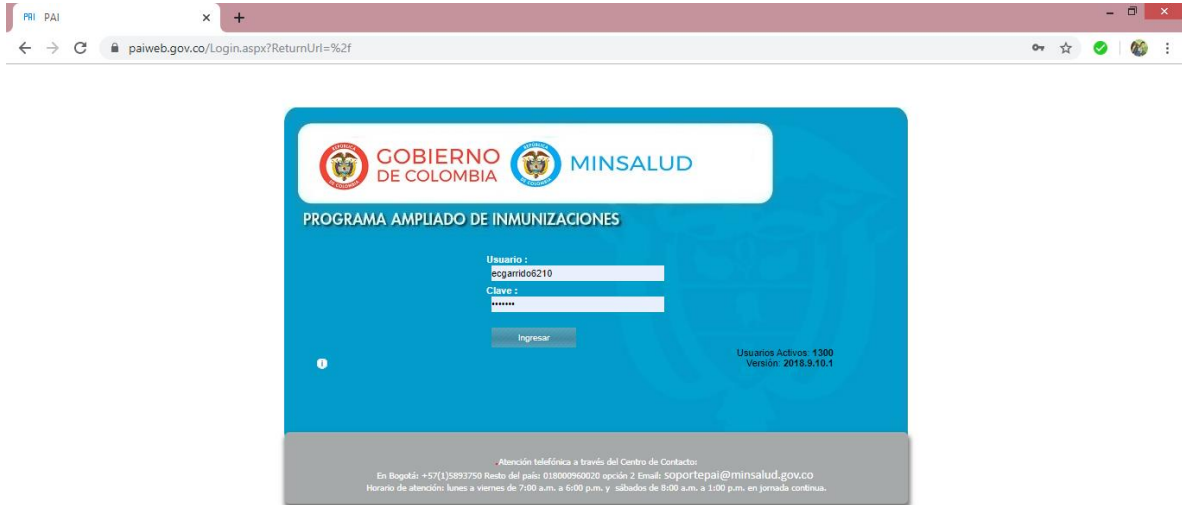 PAI PAI
paiweb.gov.co/Login.aspx?ReturnUrl=%2f
GOBIERNO
DE COLOMBIA
MINSALUD
PROGRAMA AMPLIADO DE INMUNIZACIONES
Usuario :
ecgarrido6210
Clave :
•••••••
Ingresar
Usuarios Activos: 1300
Versión: 2018.9.10.1
.Atención telefónica a través del Centro de Contacto:
En Bogotá: +57(1)5893750 Resto del país: 018000960020 opción 2 Email: soportepai@minsalud.gov.co
Horario de atención: lunes a viernes de 7:00 a.m. a 6:00 p.m. y sábados de 8:00 a.m. a 1:00 p.m. en jornada continua.